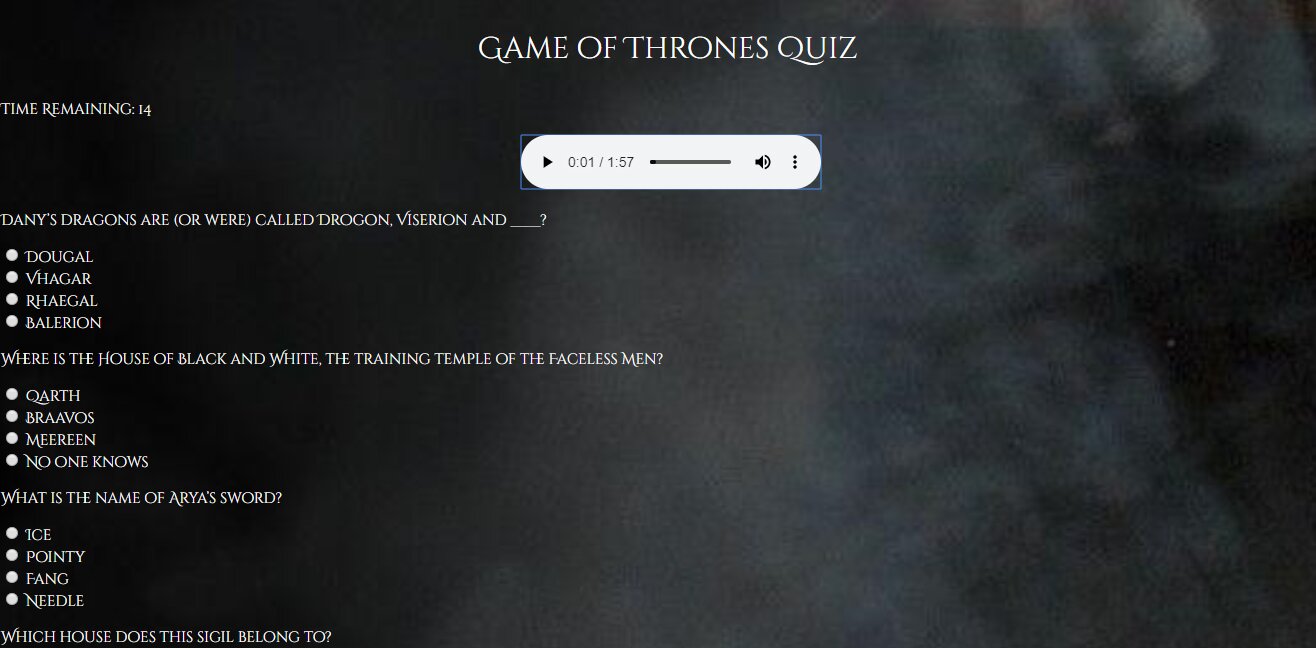 Game of Thrones Quiz
Time Remaining: 14
0:01 / 1:57
Dany's dragons are (or were) called Drogon, Viserion and ____?
Dougal
Vhagar
Rhaegal
Balerion
Where is the House of Black and White, the training temple of the Faceless Men?
Qarth
Braavos
Meereen
No one knows
What is the name of Arya's sword?
Ice
Pointy
Fang
Needle
Which house does this sigil belong to?